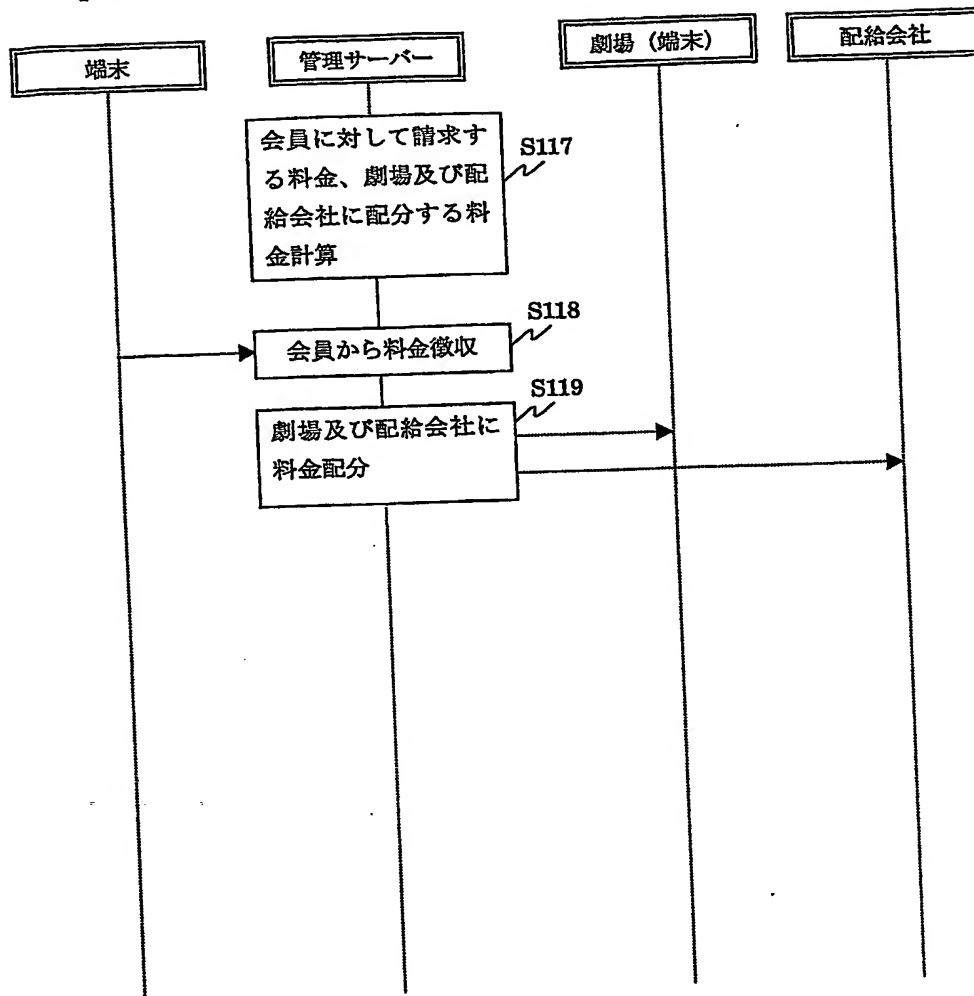 端末
管理サーバー
劇場（端末）
配給会社
会員に対して請求す
る料金、劇場及び配
給会社に配分する料
金計算
S117
会員から料金徴収
S118
劇場及び配給会社に
料金配分
S119